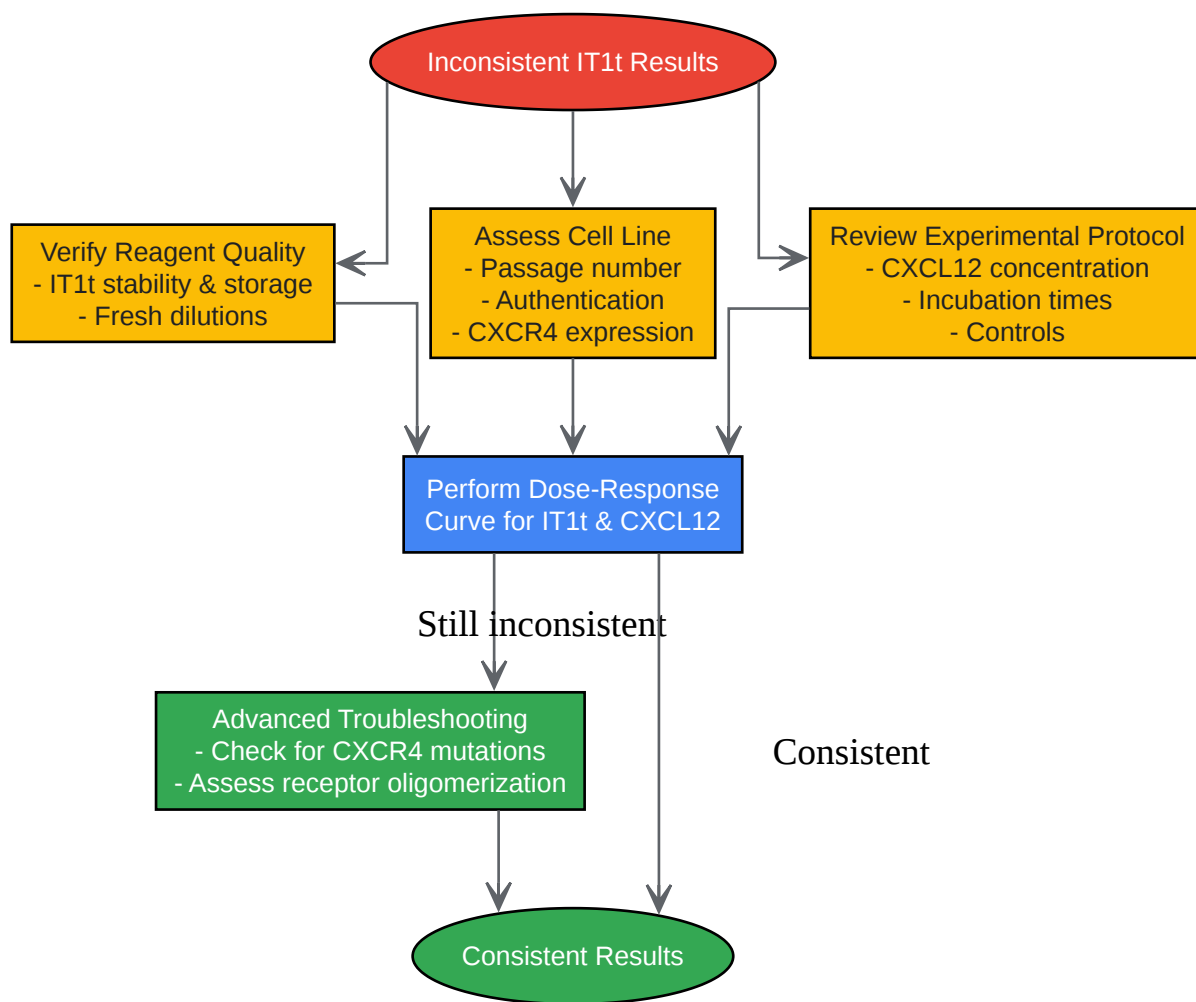 Inconsistent IT1t Results
Verify Reagent Quality
- IT1t stability & storage
- Fresh dilutions
Assess Cell Line
- Passage number
- Authentication
- CXCR4 expression
Review Experimental Protocol
- CXCL12 concentration
- Incubation times
- Controls
Perform Dose-Response
Curve for IT1t & CXCL12
Still inconsistent
Advanced Troubleshooting
- Check for CXCR4 mutations
- Assess receptor oligomerization
Consistent
Consistent Results